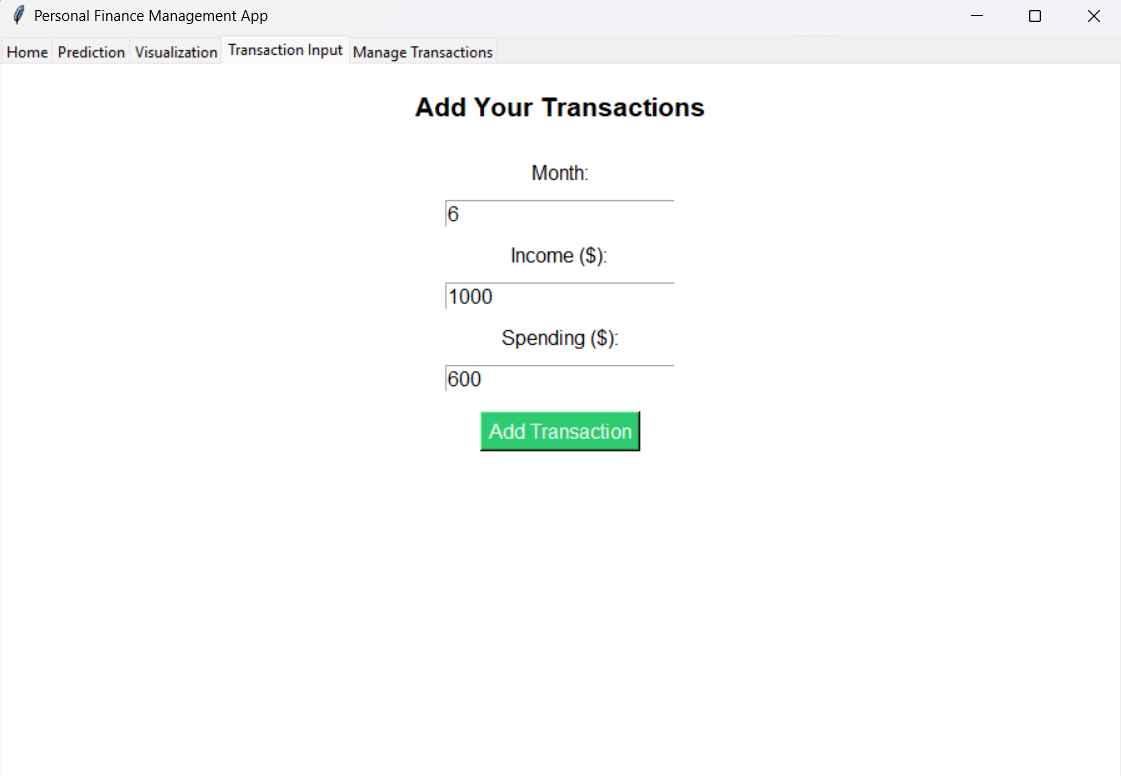 Personal Finance Management App
Home Prediction Visualization Transaction Input Manage Transactions
Add Your Transactions
Month:
6
Income ($):
1000
Spending ($):
600
Add Transaction